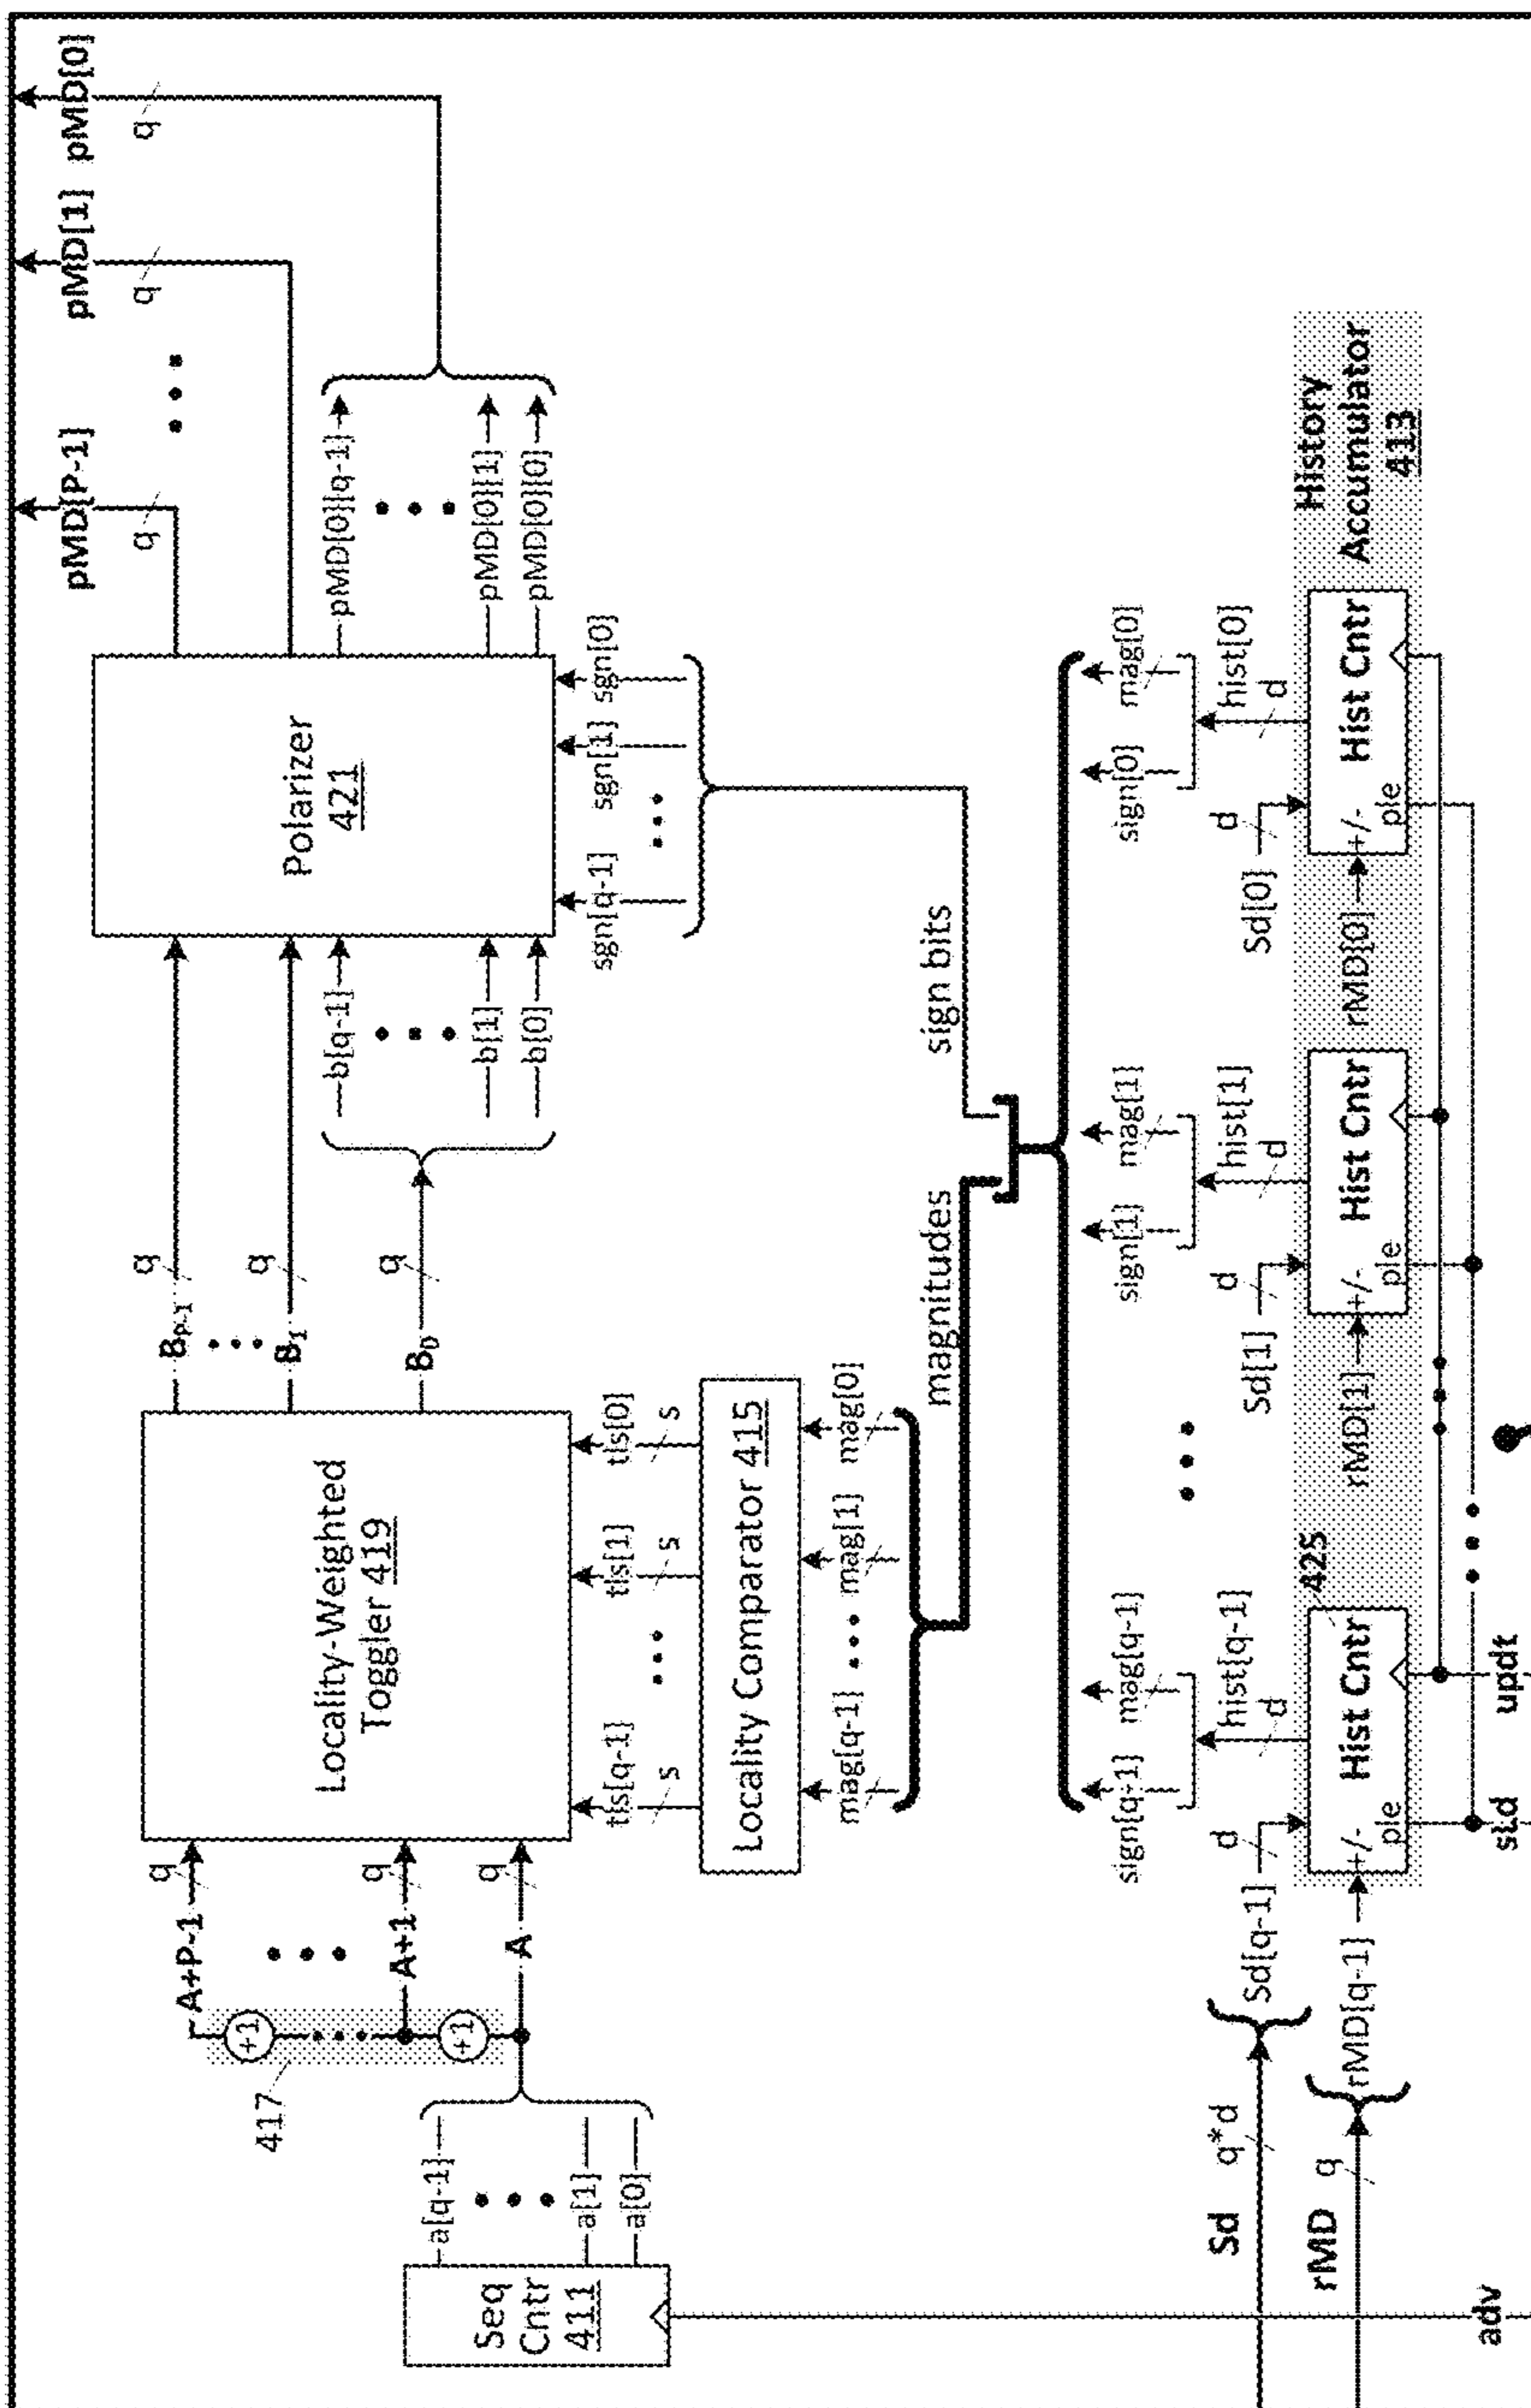 pMD[P-1]
pMD[1]
pMD[0]
q
q
q
A+P-1
q
A+1
q
A
q
+1
+1
417
a[q-1]
a[1]
a[0]
Seq
Cntr
411
adv
Locality-Weighted
Toggler 419
BP-1
q
B1
q
B0
q
b[q-1]
b[1]
b[0]
Polarizer
421
pMD[0][q-1]
pMD[0][1]
pMD[0][0]
sgn[q-1]
sgn[1]
sgn[0]
tls[q-1]
tls[1]
tls[0]
s
s
s
Locality Comparator 415
mag[q-1]
mag[1]
mag[0]
magnitudes
sign bits
sign[q-1]
mag[q-1]
sign[1]
mag[1]
sign[0]
mag[0]
hist[q-1]
d
hist[1]
d
hist[0]
d
Sd
q*d
Sd[q-1]
d
Sd[1]
d
Sd[0]
d
rMD
q
rMD[q-1]
+/-
Hist Cntr
ple
425
rMD[1]
+/-
Hist Cntr
ple
rMD[0]
+/-
Hist Cntr
ple
History
Accumulator
413
sLd
updt